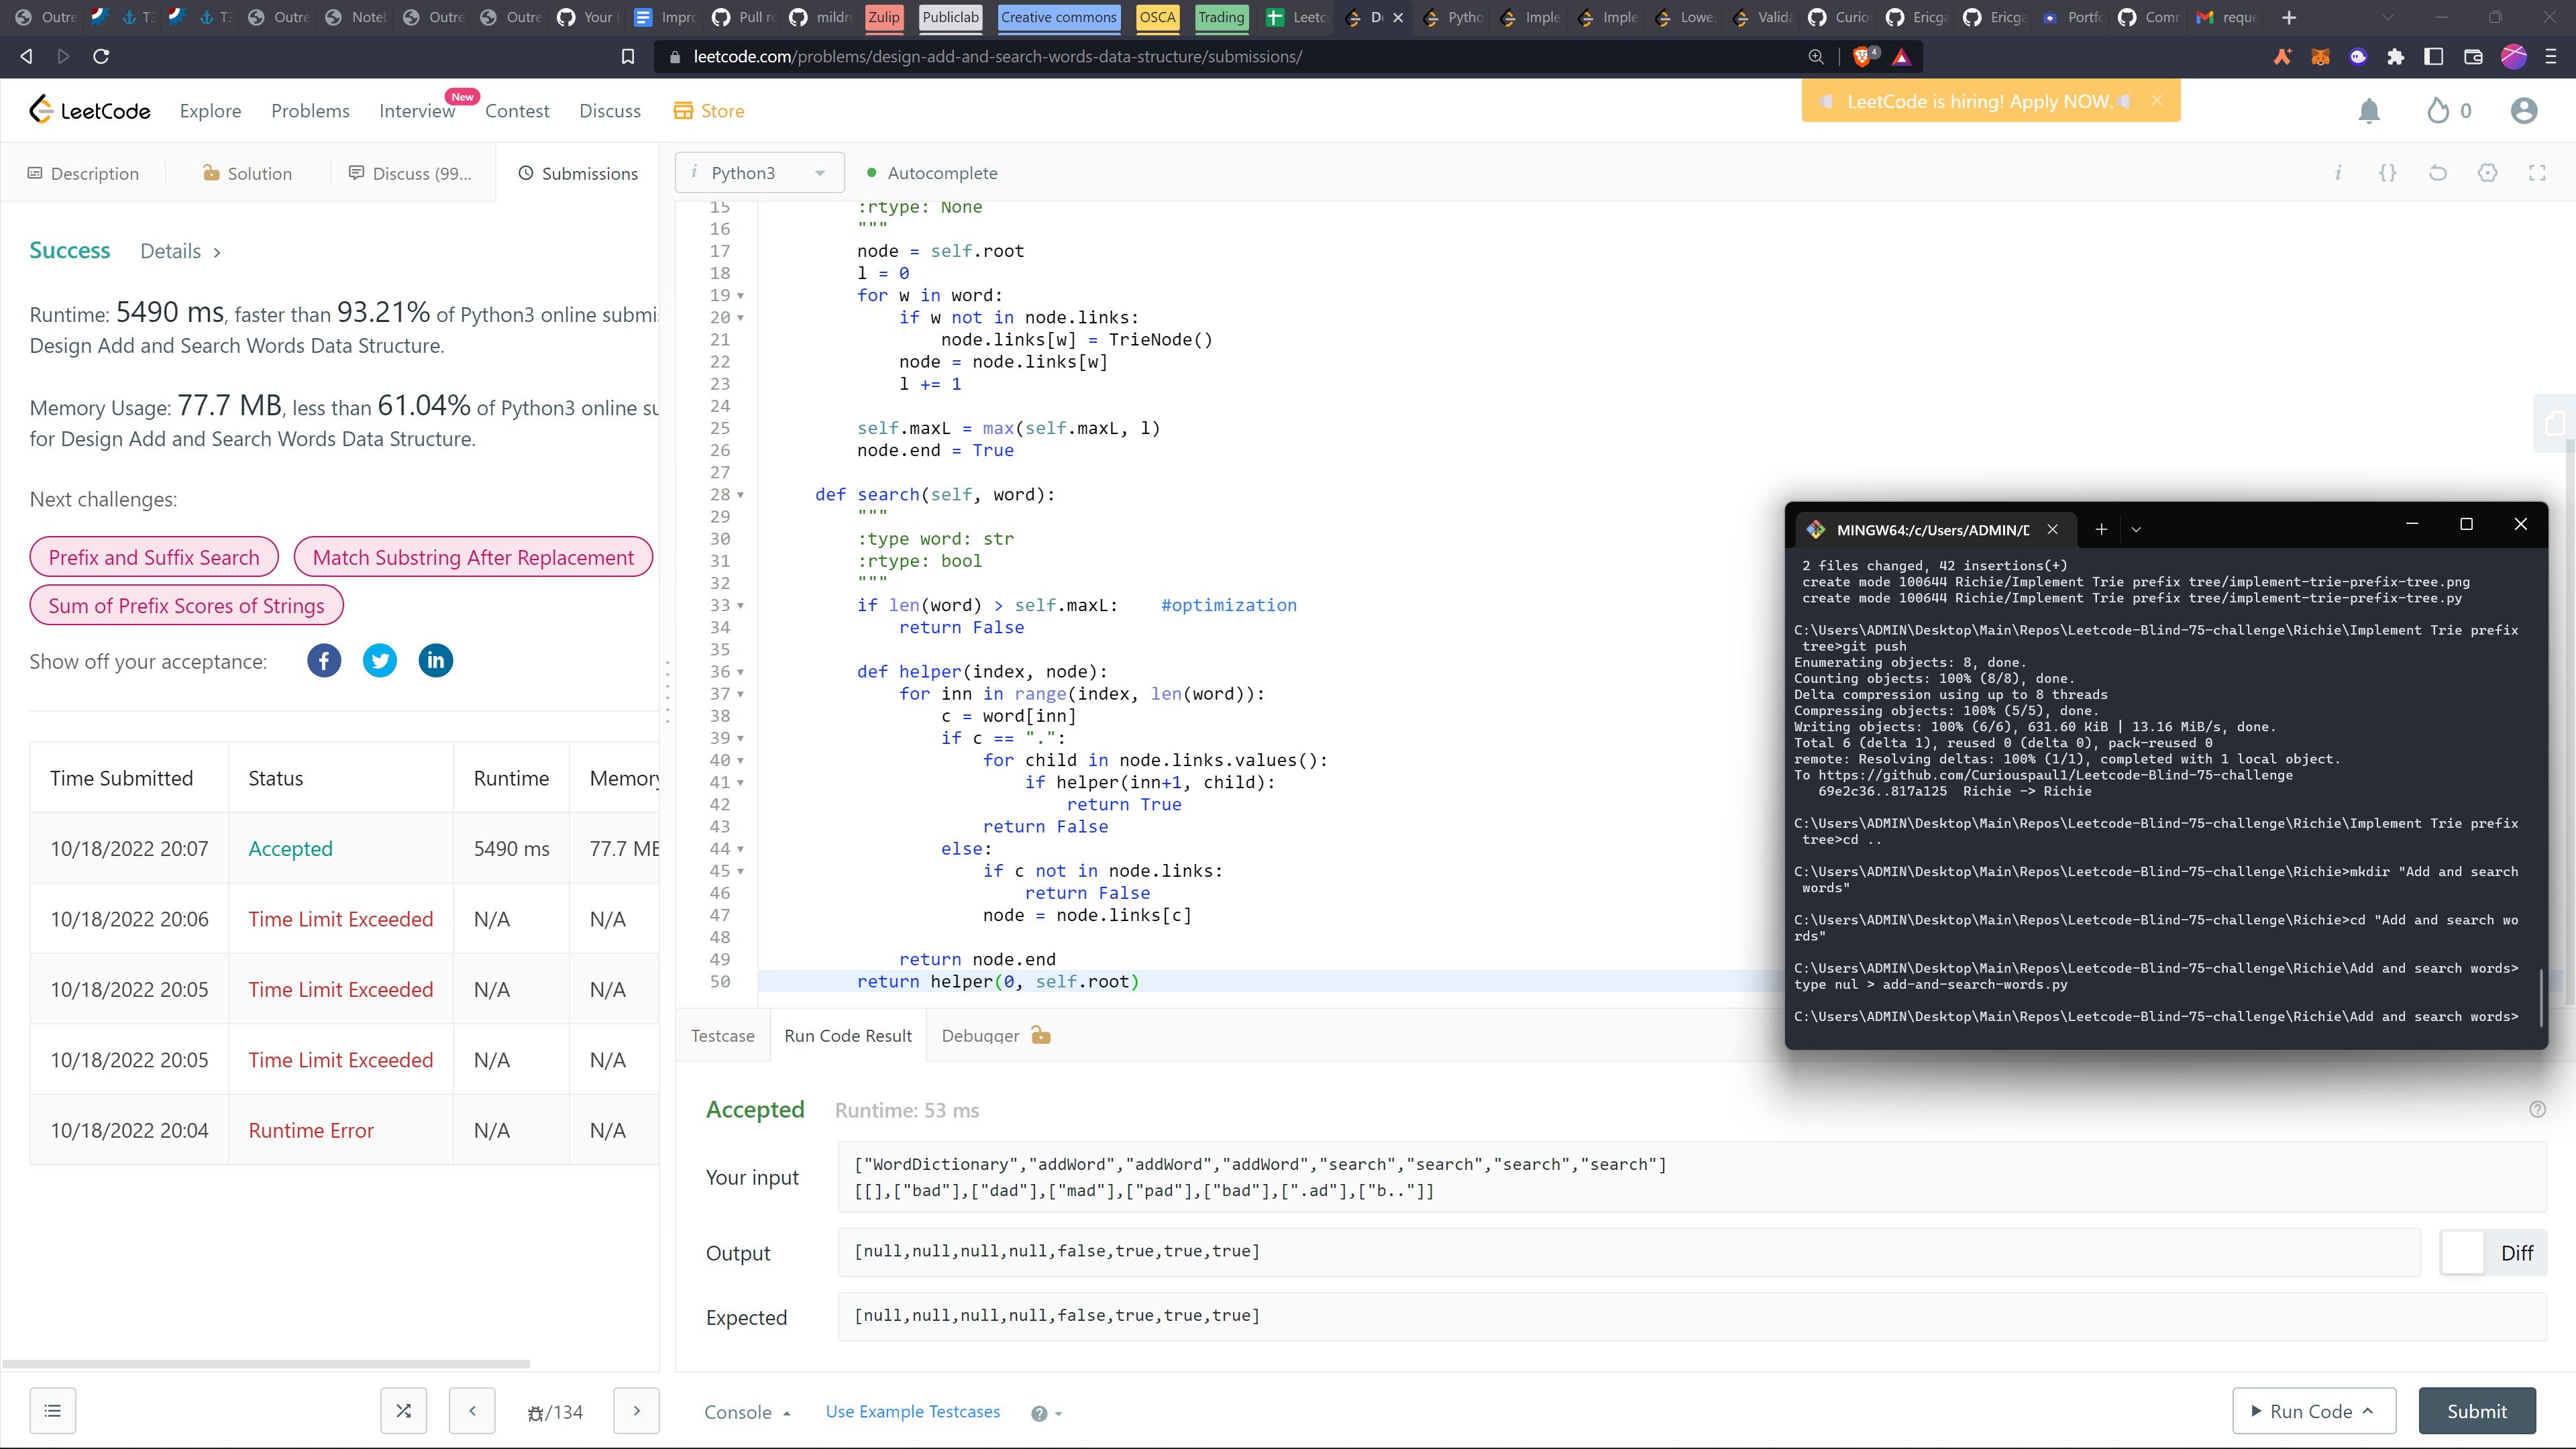 Outre
T3
T3
Outre
Noteb
Outre
Outre
Your
Impro
Pull re
mildr
Zulip
Publiclab
Creative commons
OSCA
Trading
Leetc
Pytho
Imple
Imple
Lowe
Valida
Curio
Ericga
Ericga
Portfo
Comm
reque
leetcode.com/problems/design-add-and-search-words-data-structure/submissions/
4
LeetCode
Explore
Problems
Interview
New
Contest
Discuss
Store
LeetCode is hiring! Apply NOW.
0
Description
Solution
Discuss (99...
Submissions
i Python3
Autocomplete
i {}
Success Details >
Runtime: 5490 ms, faster than 93.21% of Python3 online submi
Design Add and Search Words Data Structure.
Memory Usage: 77.7 MB, less than 61.04% of Python3 online su
for Design Add and Search Words Data Structure.
Next challenges:
Prefix and Suffix Search
Match Substring After Replacement
Sum of Prefix Scores of Strings
Show off your acceptance:
Time Submitted Status Runtime Memory
10/18/2022 20:07 Accepted 5490 ms 77.7 MB
10/18/2022 20:06 Time Limit Exceeded N/A N/A
10/18/2022 20:05 Time Limit Exceeded N/A N/A
10/18/2022 20:05 Time Limit Exceeded N/A N/A
10/18/2022 20:04 Runtime Error N/A N/A
/134
15 :rtype: None
16 """
17 node = self.root
18 l = 0
19 for w in word:
20 if w not in node.links:
21 node.links[w] = TrieNode()
22 node = node.links[w]
23 l += 1
24
25 self.maxL = max(self.maxL, l)
26 node.end = True
27
28 def search(self, word):
29 """
30 :type word: str
31 :rtype: bool
32 """
33 if len(word) > self.maxL: #optimization
34 return False
35
36 def helper(index, node):
37 for inn in range(index, len(word)):
38 c = word[inn]
39 if c == ".":
40 for child in node.links.values():
41 if helper(inn+1, child):
42 return True
43 return False
44 else:
45 if c not in node.links:
46 return False
47 node = node.links[c]
48
49 return node.end
50 return helper(0, self.root)
Testcase
Run Code Result
Debugger
Accepted Runtime: 53 ms
Your input
["WordDictionary","addWord","addWord","addWord","search","search","search","search"]
[[],["bad"],["dad"],["mad"],["pad"],["bad"],[".ad"],["b.."]]
Output
[null,null,null,null,false,true,true,true]
Diff
Expected
[null,null,null,null,false,true,true,true]
Console
Use Example Testcases
Run Code
Submit
MINGW64:/c/Users/ADMIN/D
2 files changed, 42 insertions(+)
create mode 100644 Richie/Implement Trie prefix tree/implement-trie-prefix-tree.png
create mode 100644 Richie/Implement Trie prefix tree/implement-trie-prefix-tree.py
C:\Users\ADMIN\Desktop\Main\Repos\Leetcode-Blind-75-challenge\Richie\Implement Trie prefix
tree>git push
Enumerating objects: 8, done.
Counting objects: 100% (8/8), done.
Delta compression using up to 8 threads
Compressing objects: 100% (5/5), done.
Writing objects: 100% (6/6), 631.60 KiB | 13.16 MiB/s, done.
Total 6 (delta 1), reused 0 (delta 0), pack-reused 0
remote: Resolving deltas: 100% (1/1), completed with 1 local object.
To https://github.com/Curiouspaul1/Leetcode-Blind-75-challenge
69e2c36..817a125 Richie -> Richie
C:\Users\ADMIN\Desktop\Main\Repos\Leetcode-Blind-75-challenge\Richie\Implement Trie prefix
tree>cd ..
C:\Users\ADMIN\Desktop\Main\Repos\Leetcode-Blind-75-challenge\Richie>mkdir "Add and search
words"
C:\Users\ADMIN\Desktop\Main\Repos\Leetcode-Blind-75-challenge\Richie>cd "Add and search wo
rds"
C:\Users\ADMIN\Desktop\Main\Repos\Leetcode-Blind-75-challenge\Richie\Add and search words>
type nul > add-and-search-words.py
C:\Users\ADMIN\Desktop\Main\Repos\Leetcode-Blind-75-challenge\Richie\Add and search words>